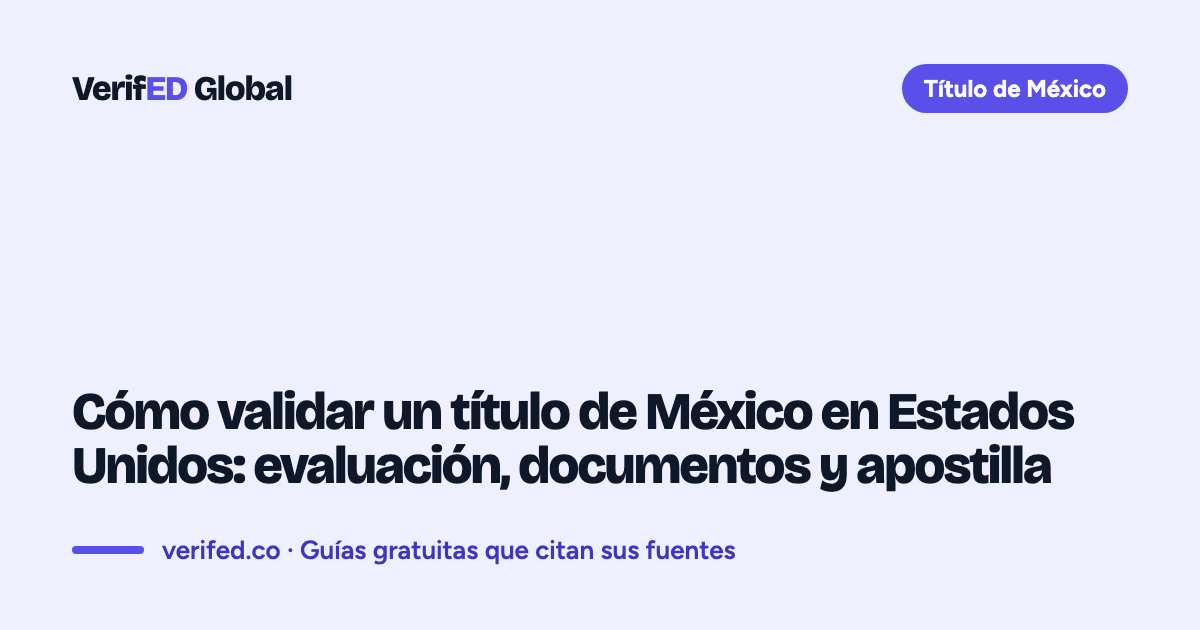 VerifED Global
Título de México
Cómo validar un título de México en Estados
Unidos: evaluación, documentos y apostilla
verifed.co · Guías gratuitas que citan sus fuentes